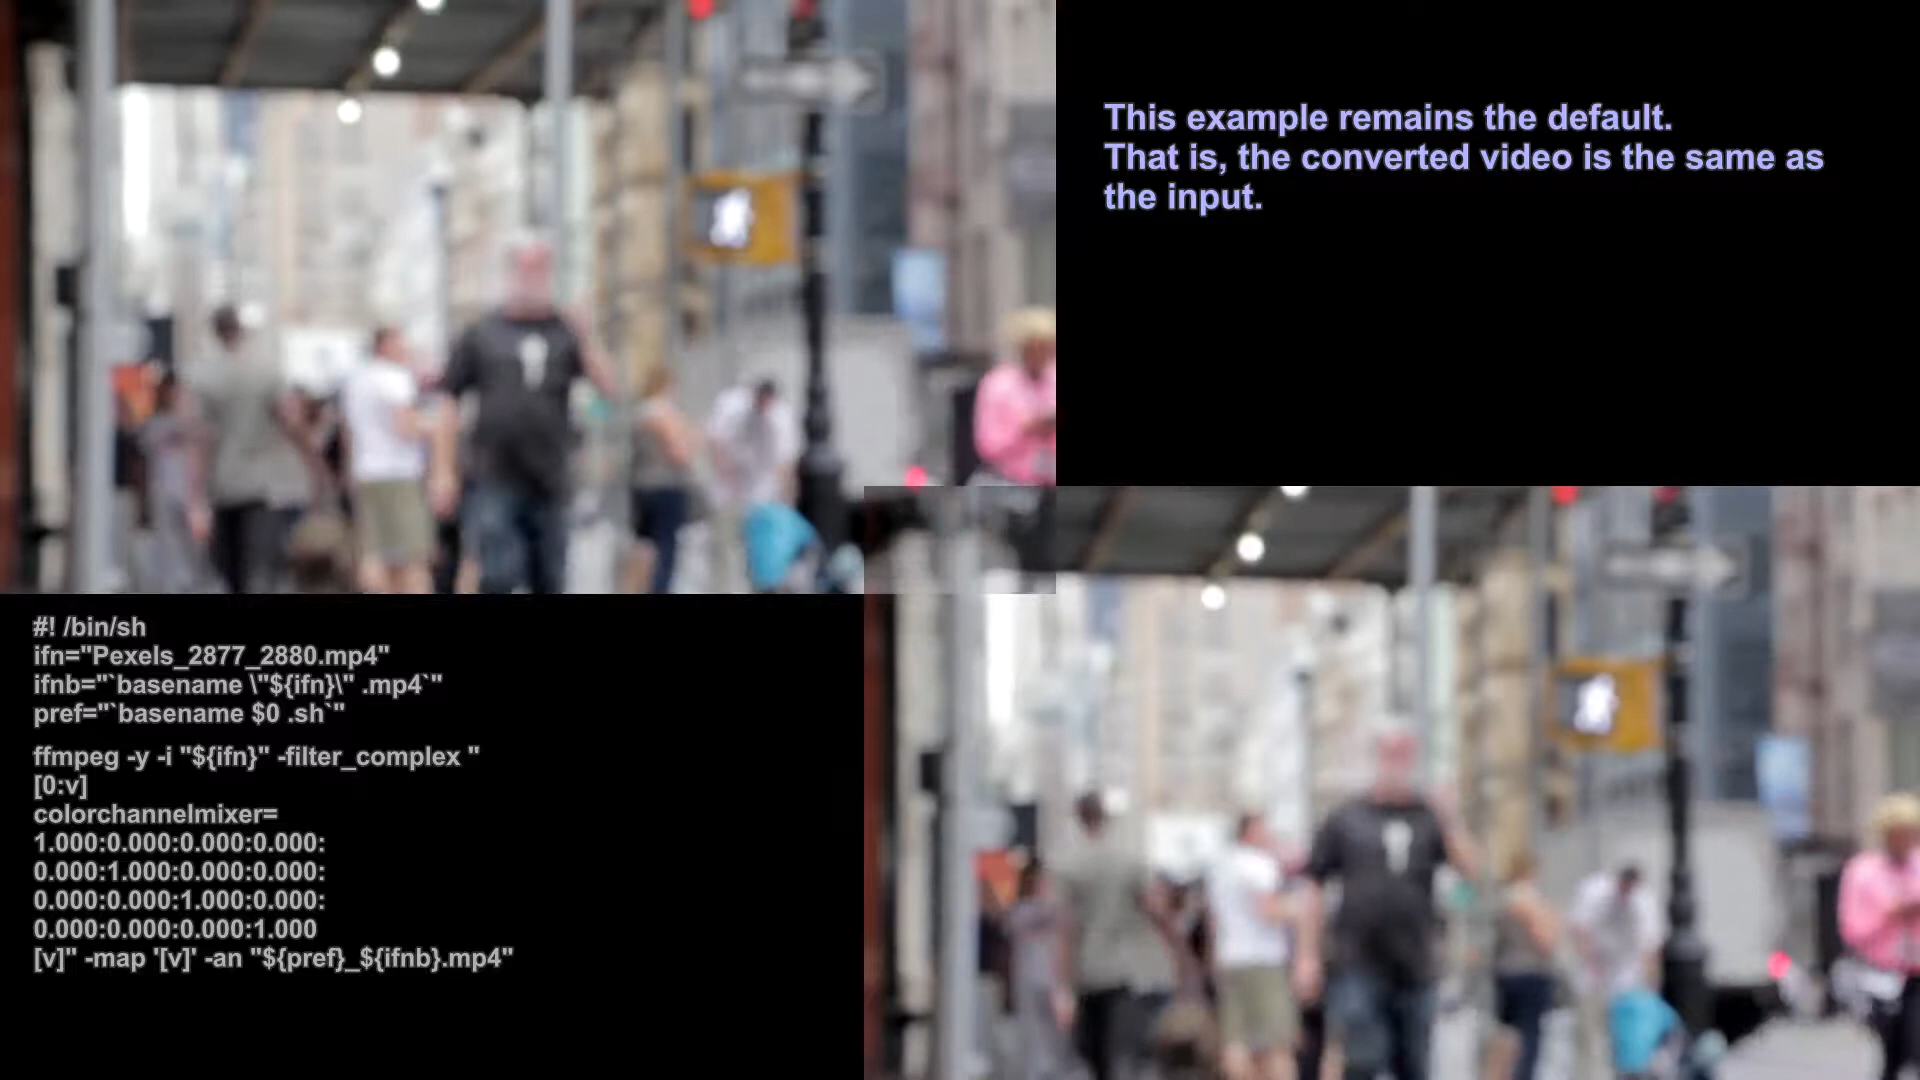 This example remains the default.
That is, the converted video is the same as
the input.
#! /bin/sh
ifn="Pexels_2877_2880.mp4"
ifnb="`basename \"${ifn}\" .mp4`"
pref="`basename $0 .sh`"
ffmpeg -y -i "${ifn}" -filter_complex "
[0:v]
colorchannelmixer=
1.000:0.000:0.000:0.000:
0.000:1.000:0.000:0.000:
0.000:0.000:1.000:0.000:
0.000:0.000:0.000:1.000
[v]" -map '[v]' -an "${pref}_${ifnb}.mp4"